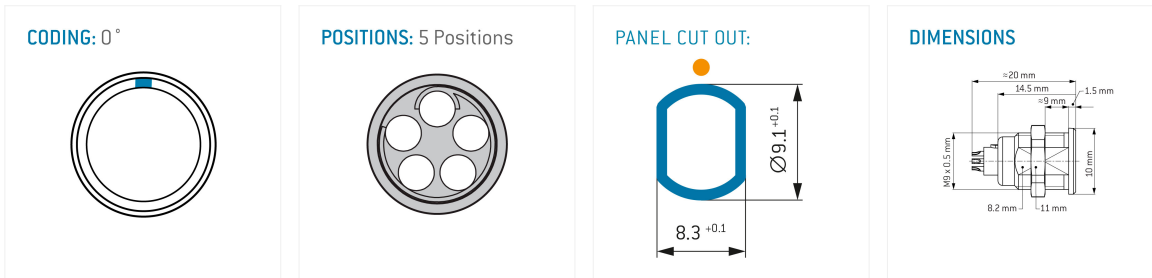 CODING: 0°
POSITIONS: 5 Positions
PANEL CUT OUT:
Ø9.1 +0.1
8.3 +0.1
DIMENSIONS
≈20 mm
14.5 mm
1.5 mm
≈9 mm
M9 x 0.5 mm
10 mm
8.2 mm
11 mm